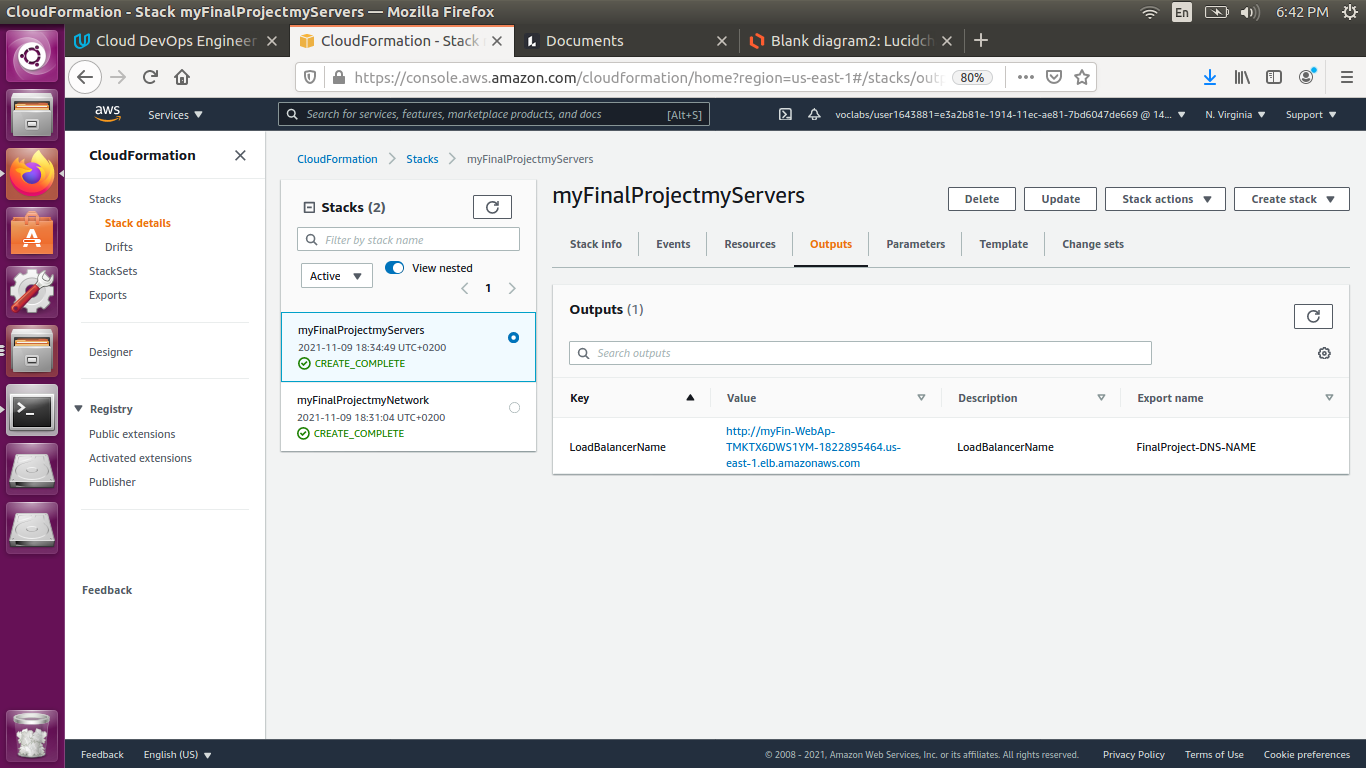 CloudFormation - Stack myFinalProjectmyServers — Mozilla Firefox
En
6:42 PM
Cloud DevOps Engineer
CloudFormation - Stack
Documents
Blank diagram2: Lucidch
https://console.aws.amazon.com/cloudformation/home?region=us-east-1#/stacks/out
80%
aws
Services
Search for services, features, marketplace products, and docs
[Alt+S]
voclabs/user1643881=e3a2b81e-1914-11ec-ae81-7bd6047de669 @ 14...
N. Virginia
Support
CloudFormation
Stacks
Stack details
Drifts
StackSets
Exports
Designer
Registry
Public extensions
Activated extensions
Publisher
Feedback
CloudFormation
Stacks
myFinalProjectmyServers
Stacks (2)
Filter by stack name
Active
View nested
1
myFinalProjectmyServers
2021-11-09 18:34:49 UTC+0200
CREATE_COMPLETE
myFinalProjectmyNetwork
2021-11-09 18:31:04 UTC+0200
CREATE_COMPLETE
myFinalProjectmyServers
Delete
Update
Stack actions
Create stack
Stack info
Events
Resources
Outputs
Parameters
Template
Change sets
Outputs (1)
Search outputs
Key
Value
Description
Export name
LoadBalancerName
http://myFin-WebAp-
TMKTX6DWS1YM-1822895464.us-
east-1.elb.amazonaws.com
LoadBalancerName
FinalProject-DNS-NAME
Feedback
English (US)
© 2008 - 2021, Amazon Web Services, Inc. or its affiliates. All rights reserved.
Privacy Policy
Terms of Use
Cookie preferences